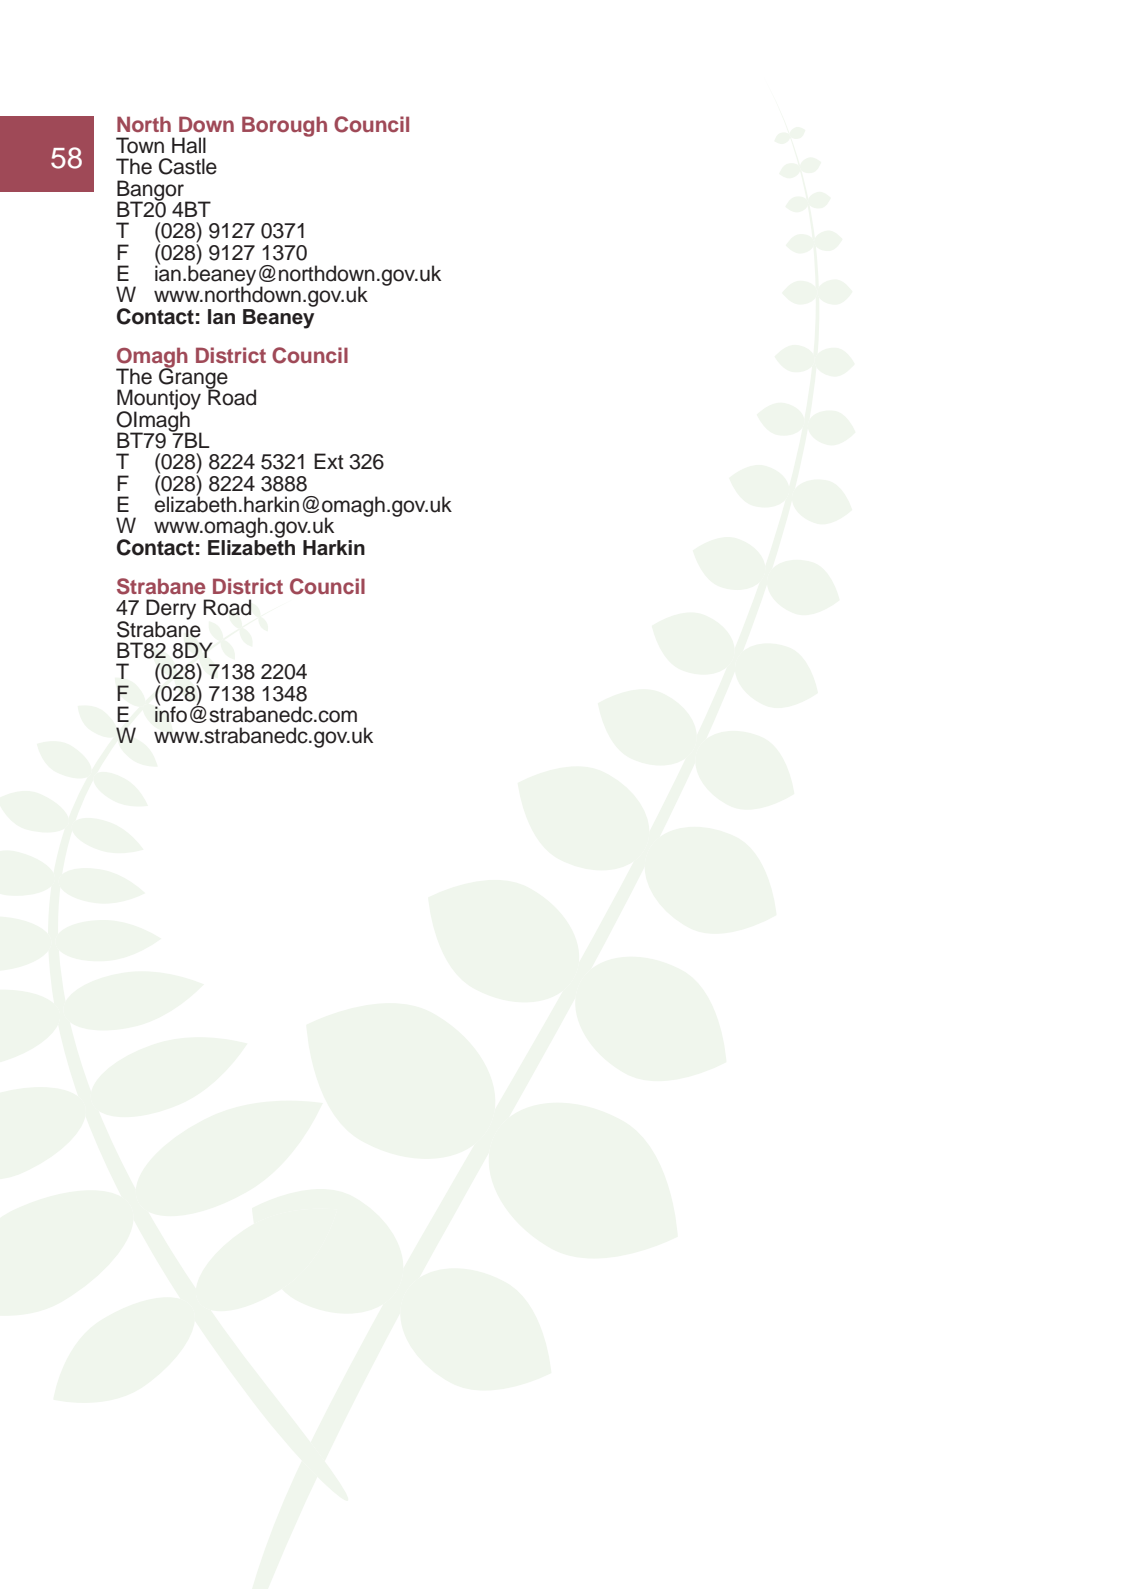 58
North Down Borough Council
Town Hall
The Castle
Bangor
BT20 4BT
T (028) 9127 0371
F (028) 9127 1370
E ian.beaney@northdown.gov.uk
W www.northdown.gov.uk
Contact: Ian Beaney
Omagh District Council
The Grange
Mountjoy Road
OImagh
BT79 7BL
T (028) 8224 5321 Ext 326
F (028) 8224 3888
E elizabeth.harkin@omagh.gov.uk
W www.omagh.gov.uk
Contact: Elizabeth Harkin
Strabane District Council
47 Derry Road
Strabane
BT82 8DY
T (028) 7138 2204
F (028) 7138 1348
E info@strabanedc.com
W www.strabanedc.gov.uk